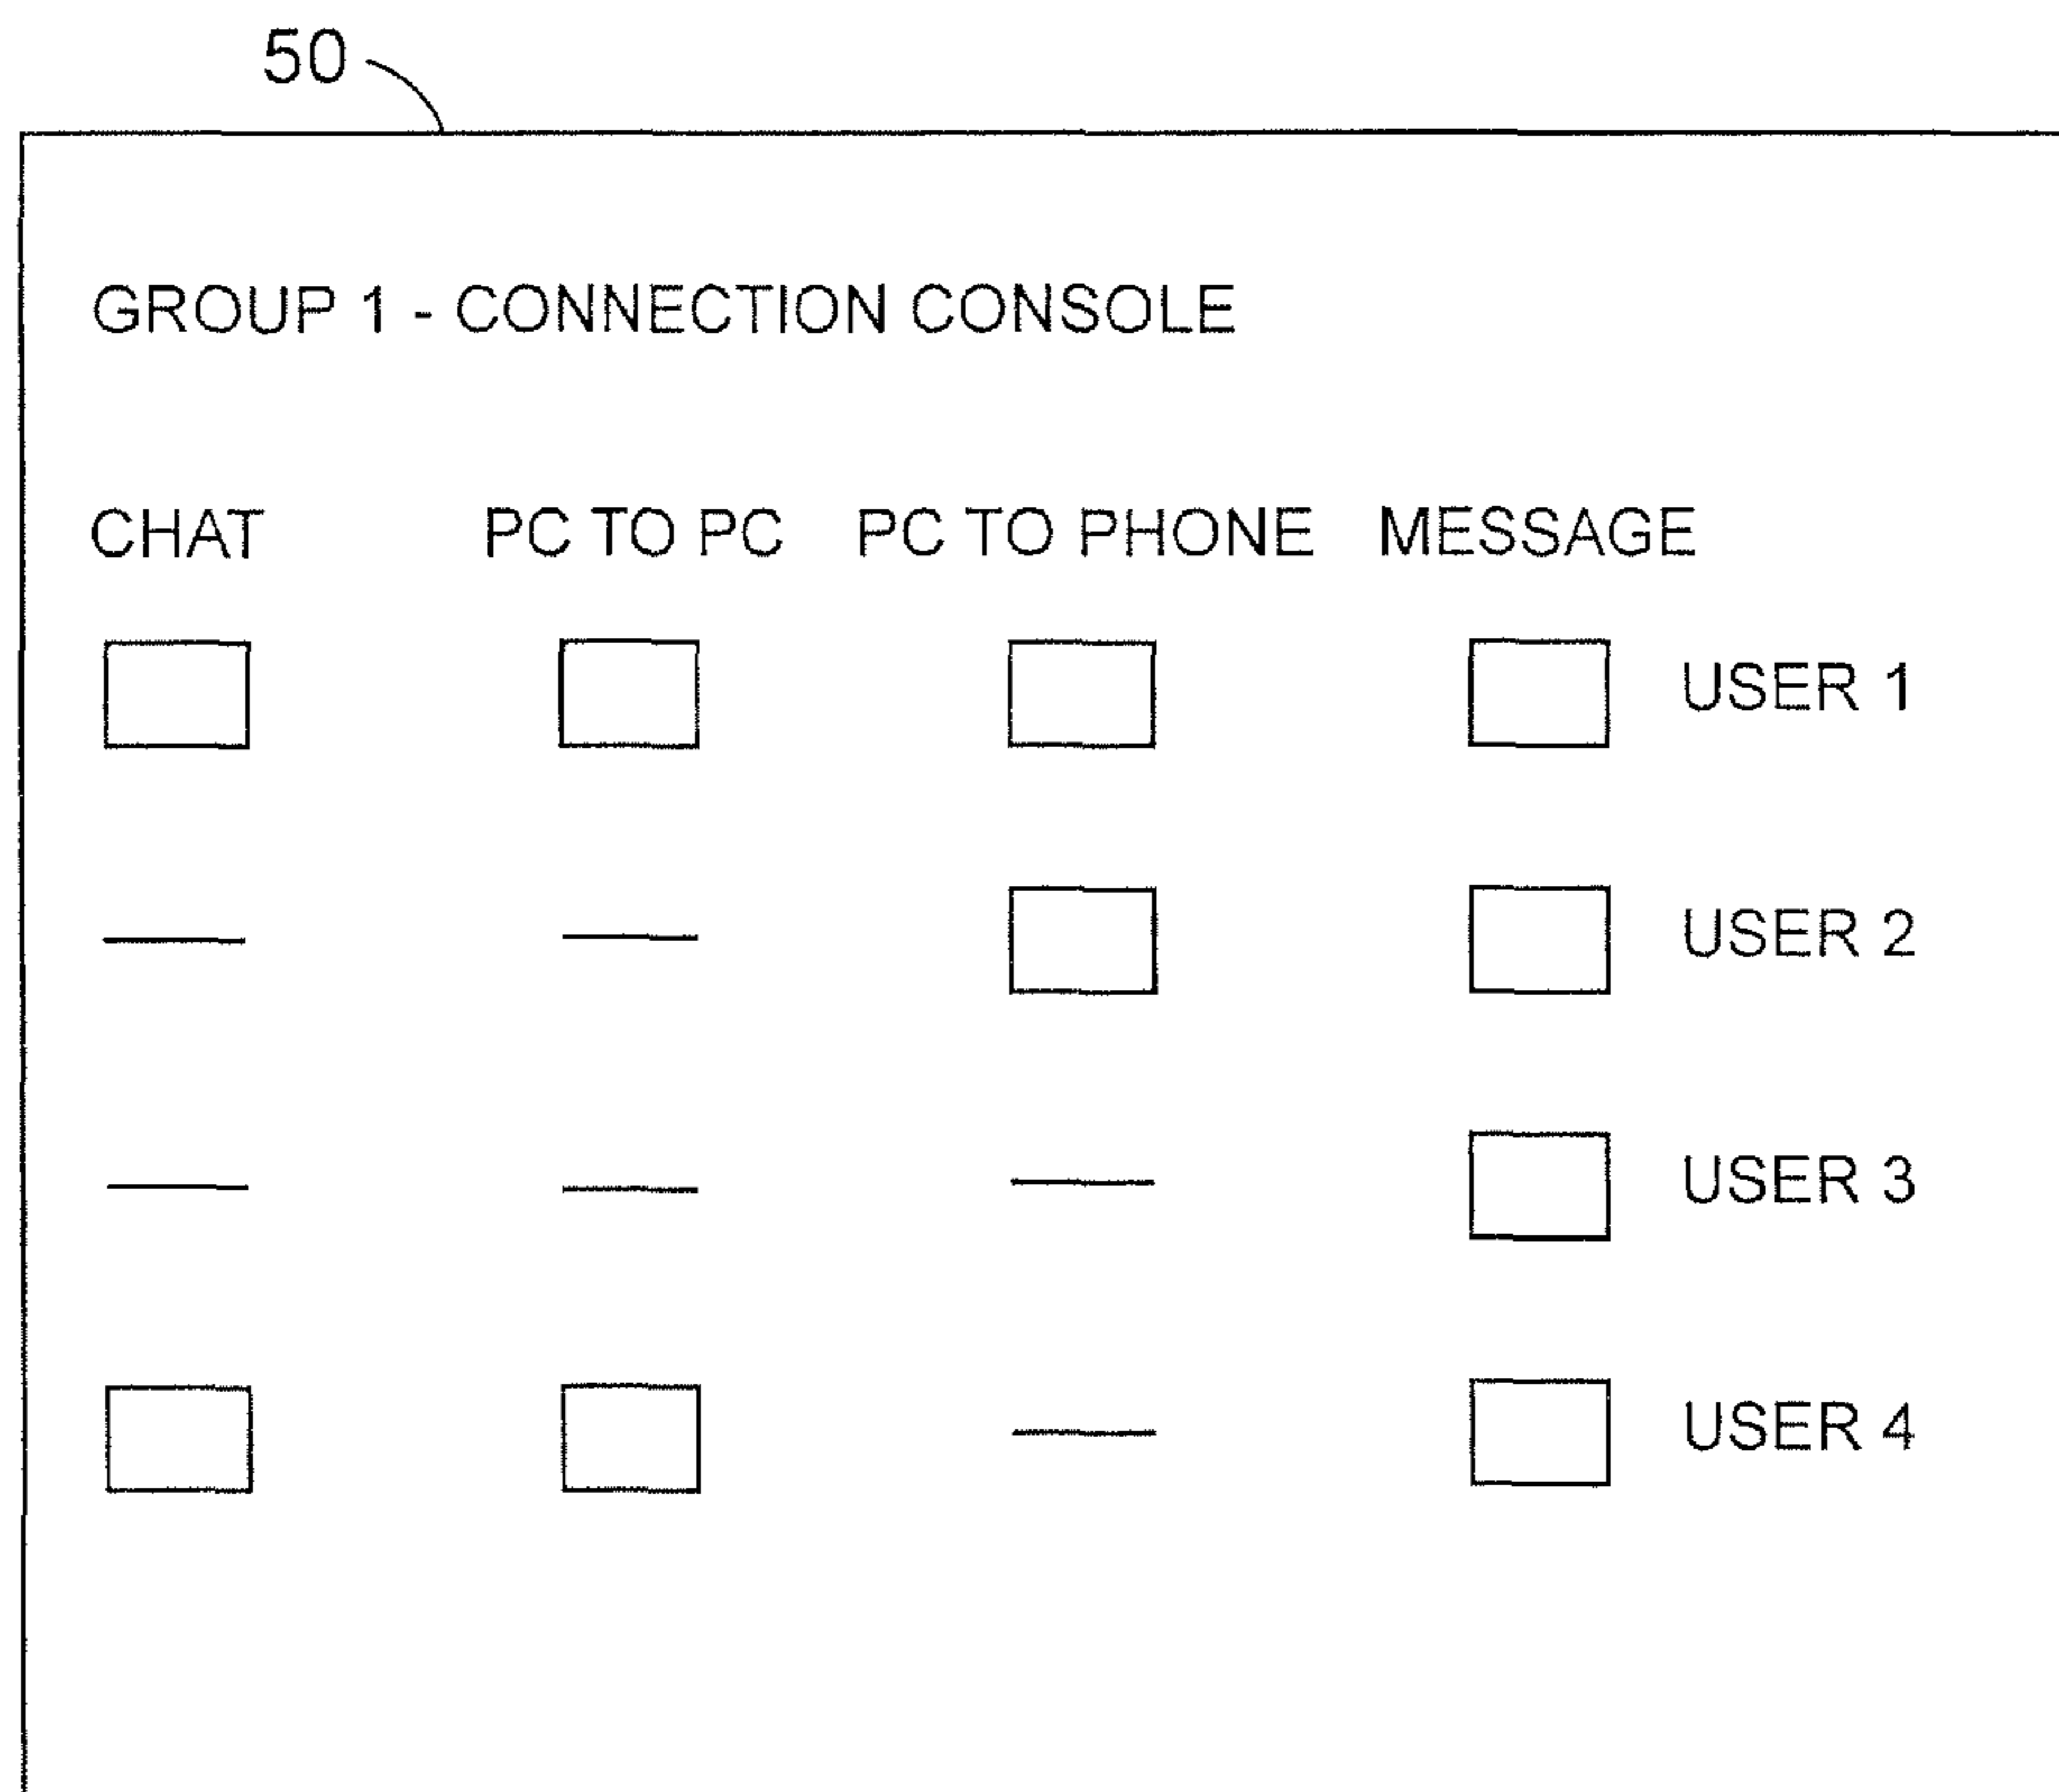 50
GROUP 1 - CONNECTION CONSOLE
CHAT PC TO PC PC TO PHONE MESSAGE
USER 1
USER 2
USER 3
USER 4